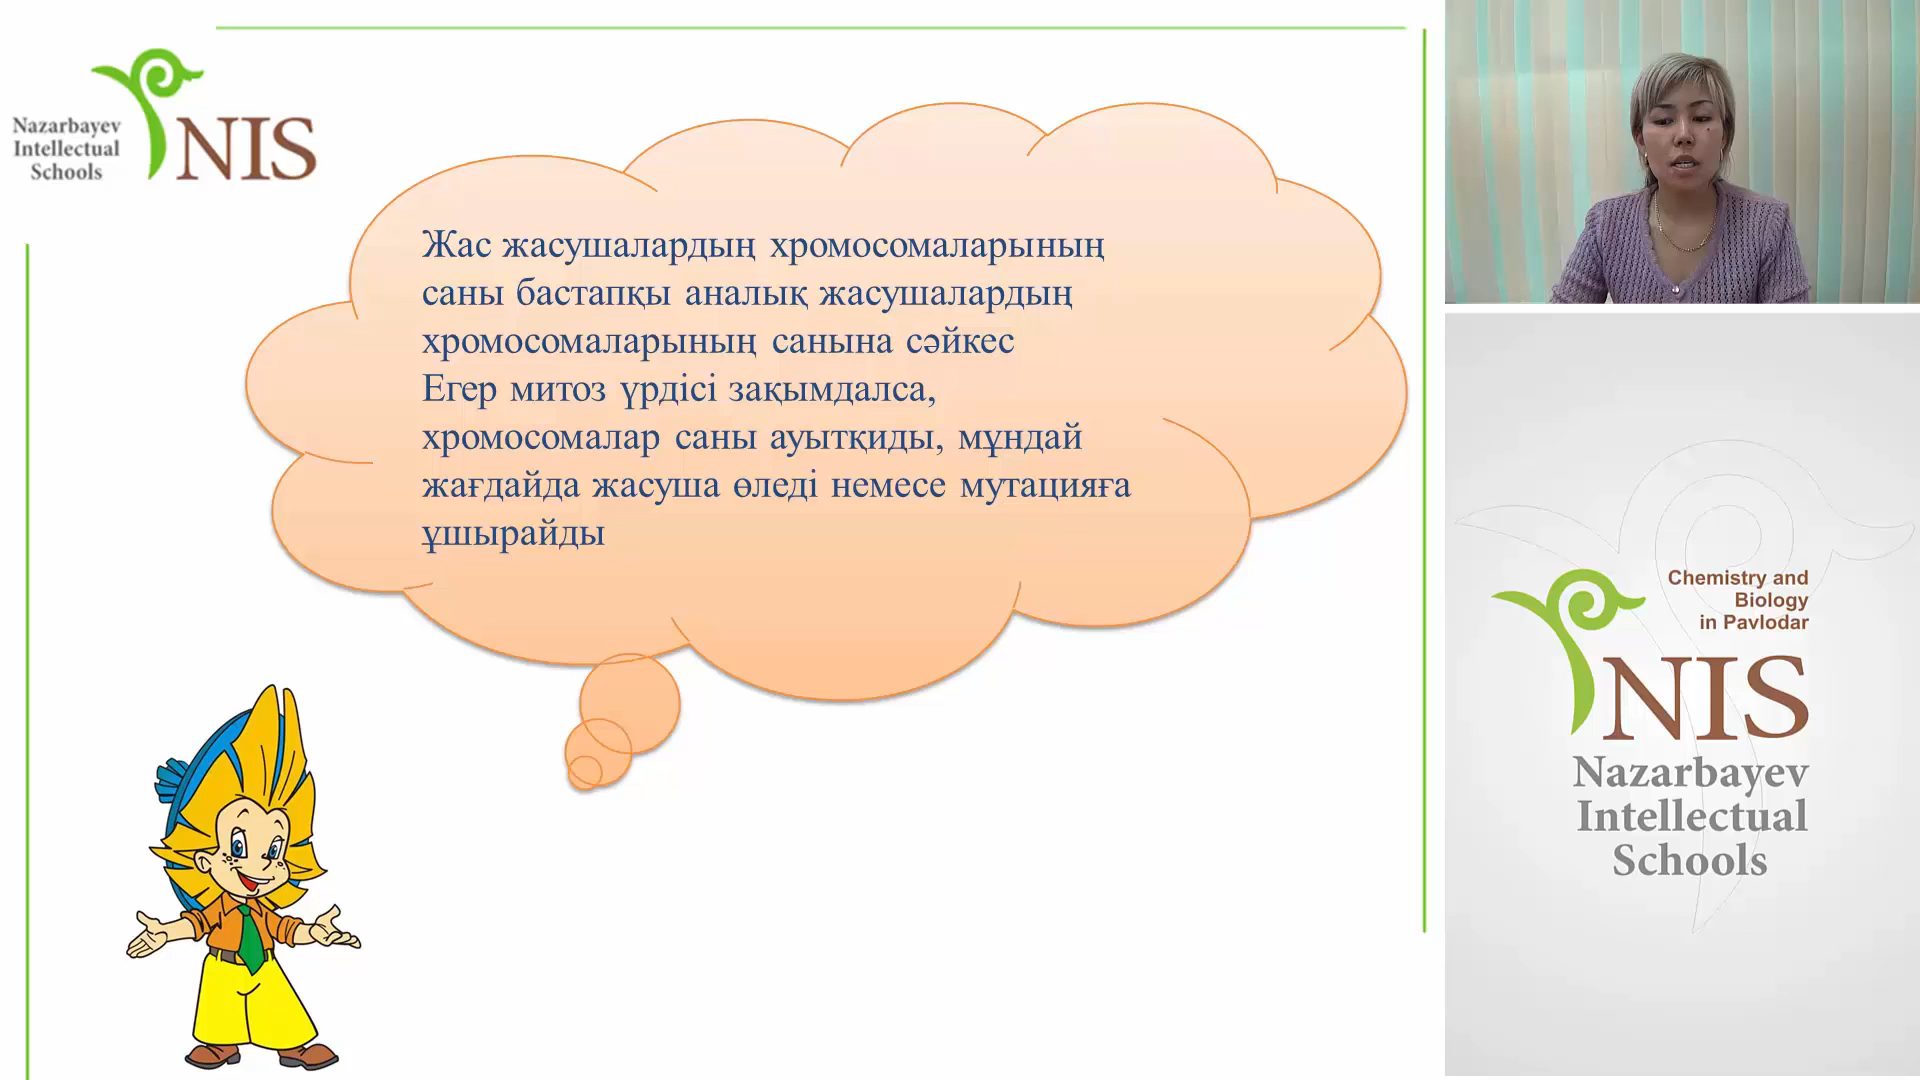 Nazarbayev
Intellectual
Schools
NIS
Жас жасушалардың хромосомаларының
саны бастапқы аналық жасушалардың
хромосомаларының санына сәйкес
Егер митоз үрдісі зақымдалса,
хромосомалар саны ауытқиды, мұндай
жағдайда жасуша өледі немесе мутацияға
ұшырайды
Chemistry and
Biology
in Pavlodar
NIS
Nazarbayev
Intellectual
Schools